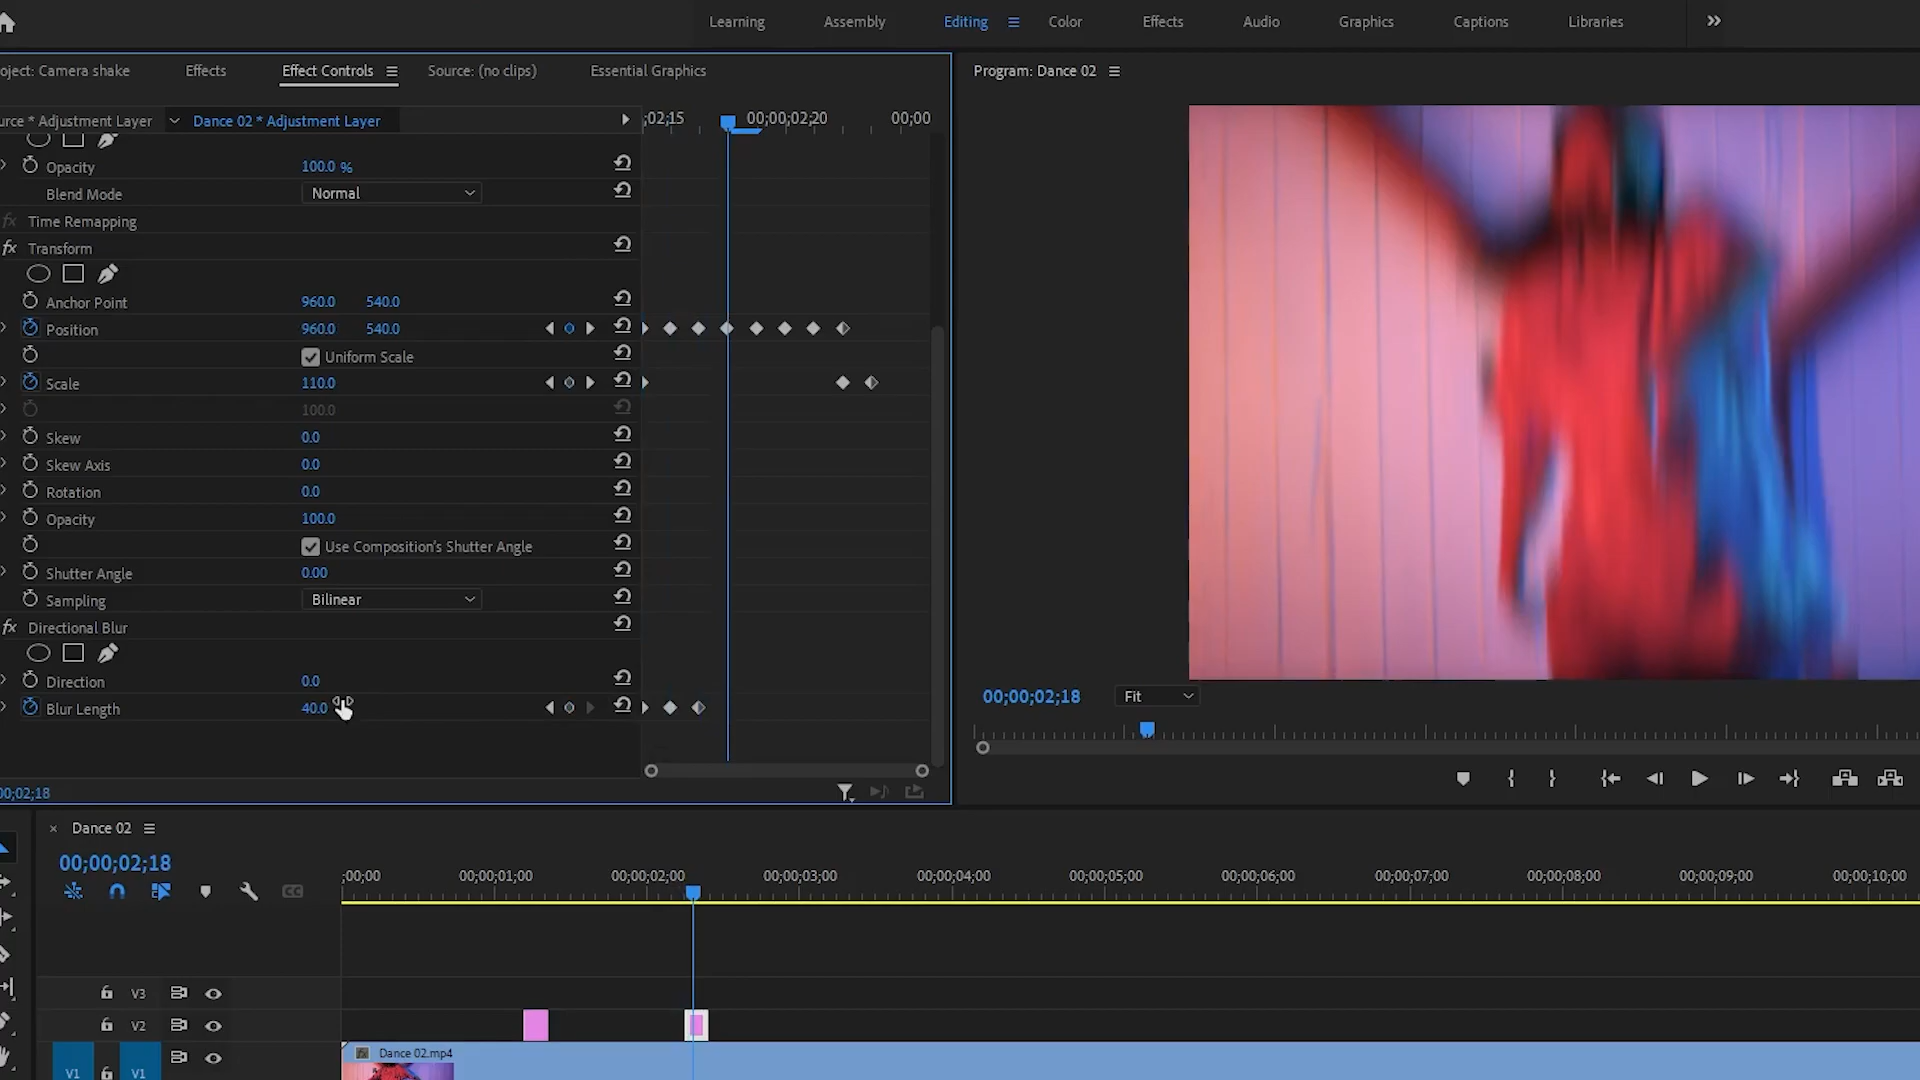 Learning Assembly Editing Color Effects Audio Graphics Captions Libraries
oject: Camera shake Effects Effect Controls Source: (no clips) Essential Graphics
Program: Dance 02
urce * Adjustment Layer Dance 02 * Adjustment Layer
;02;15 00;00;02;20 00;00
Opacity 100.0 %
Blend Mode Normal
fx Time Remapping
fx Transform
Anchor Point 960.0 540.0
Position 960.0 540.0
Uniform Scale
Scale 110.0
100.0
Skew 0.0
Skew Axis 0.0
Rotation 0.0
Opacity 100.0
Use Composition's Shutter Angle
Shutter Angle 0.00
Sampling Bilinear
fx Directional Blur
Direction 0.0
Blur Length 40.0
00;02;18
00;00;02;18 Fit
× Dance 02
00;00;02;18
;00;00 00;00;01;00 00;00;02;00 00;00;03;00 00;00;04;00 00;00;05;00 00;00;06;00 00;00;07;00 00;00;08;00 00;00;09;00 00;00;10;00
CC
V3
V2
fx Dance 02.mp4
V1 V1